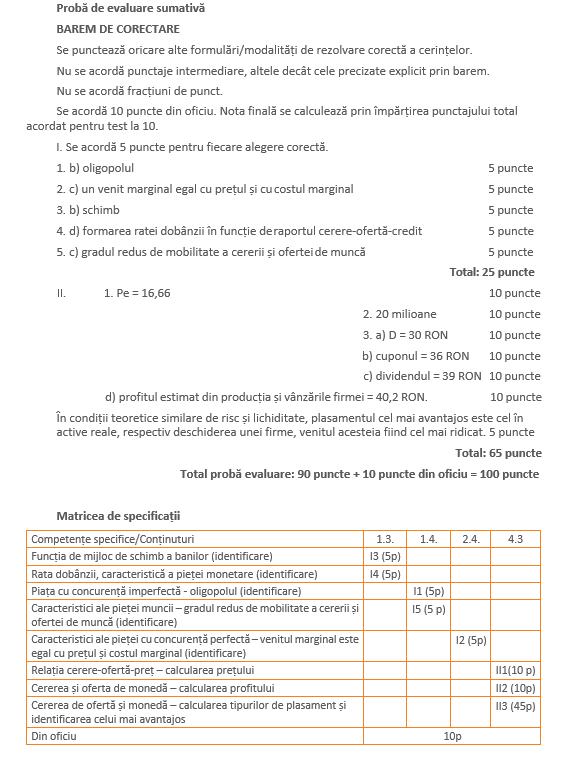 Probă de evaluare sumativă
BAREM DE CORECTARE
Se punctează oricare alte formulări/modalități de rezolvare corectă a cerințelor.
Nu se acordă punctaje intermediare, altele decât cele precizate explicit prin barem.
Nu se acordă fracțiuni de punct.
Se acordă 10 puncte din oficiu. Nota finală se calculează prin împărțirea punctajului total
acordat pentru test la 10.
I. Se acordă 5 puncte pentru fiecare alegere corectă.
1. b) oligopolul 5 puncte
2. c) un venit marginal egal cu prețul și cu costul marginal 5 puncte
3. b) schimb 5 puncte
4. d) formarea ratei dobânzii în funcție de raportul cerere-ofertă-credit 5 puncte
5. c) gradul redus de mobilitate a cererii și ofertei de muncă 5 puncte
Total: 25 puncte
II. 1. Pe = 16,66 10 puncte
2. 20 milioane 10 puncte
3. a) D = 30 RON 10 puncte
b) cuponul = 36 RON 10 puncte
c) dividendul = 39 RON 10 puncte
d) profitul estimat din producția și vânzările firmei = 40,2 RON. 10 puncte
În condiții teoretice similare de risc și lichiditate, plasamentul cel mai avantajos este cel în
active reale, respectiv deschiderea unei firme, venitul acesteia fiind cel mai ridicat. 5 puncte
Total: 65 puncte
Total probă evaluare: 90 puncte + 10 puncte din oficiu = 100 puncte
Matricea de specificații
Competențe specifice/Conținuturi 1.3. 1.4. 2.4. 4.3
Funcția de mijloc de schimb a banilor (identificare) I3 (5p)
Rata dobânzii, caracteristică a pieței monetare (identificare) I4 (5p)
Piața cu concurență imperfectă - oligopolul (identificare) I1 (5p)
Caracteristici ale pieței muncii – gradul redus de mobilitate a cererii și I5 (5 p)
ofertei de muncă (identificare)
Caracteristici ale pieței cu concurență perfectă – venitul marginal este I2 (5p)
egal cu prețul și costul marginal (identificare)
Relația cerere-ofertă-preț – calcularea prețului II1(10 p)
Cererea și oferta de monedă – calcularea profitului II2 (10p)
Cererea de ofertă și monedă – calcularea tipurilor de plasament și II3 (45p)
identificarea celui mai avantajos
Din oficiu 10p